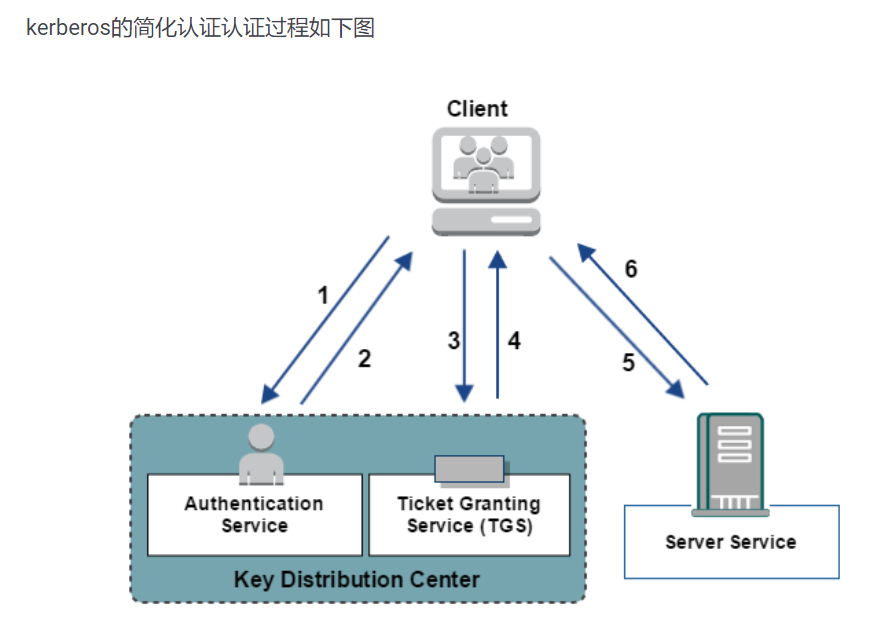 kerberos的简化认证认证过程如下图
Client
1
2
3
4
5
6
Authentication
Service
Ticket Granting
Service (TGS)
Key Distribution Center
Server Service